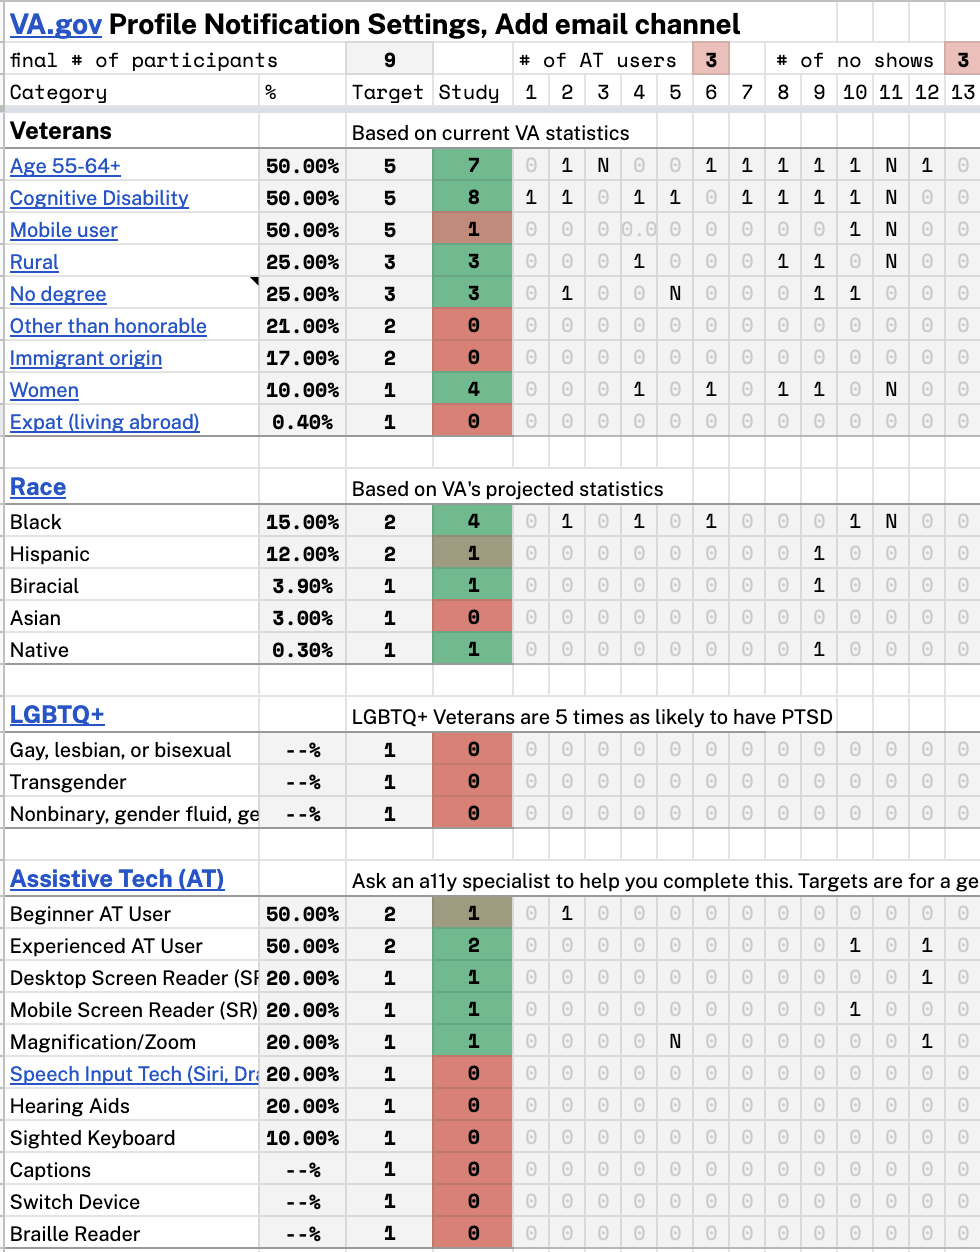 VA.gov Profile Notification Settings, Add email channel
final # of participants 9 # of AT users 3 # of no shows 3
Category % Target Study 1 2 3 4 5 6 7 8 9 10 11 12 13
Veterans Based on current VA statistics
Age 55-64+ 50.00% 5 7 0 1 N 0 0 1 1 1 1 1 N 1 0
Cognitive Disability 50.00% 5 8 1 1 0 1 1 0 1 1 1 1 N 0 0
Mobile user 50.00% 5 1 0 0 0 0.0 0 0 0 0 0 1 N 0 0
Rural 25.00% 3 3 0 0 0 1 0 0 0 1 1 0 N 0 0
No degree 25.00% 3 3 0 1 0 0 N 0 0 0 1 1 0 0 0
Other than honorable 21.00% 2 0 0 0 0 0 0 0 0 0 0 0 0 0 0
Immigrant origin 17.00% 2 0 0 0 0 0 0 0 0 0 0 0 0 0 0
Women 10.00% 1 4 0 0 0 1 0 1 0 1 1 0 N 0 0
Expat (living abroad) 0.40% 1 0 0 0 0 0 0 0 0 0 0 0 0 0 0
Race Based on VA's projected statistics
Black 15.00% 2 4 0 1 0 1 0 1 0 0 0 1 N 0 0
Hispanic 12.00% 2 1 0 0 0 0 0 0 0 0 1 0 0 0 0
Biracial 3.90% 1 1 0 0 0 0 0 0 0 0 1 0 0 0 0
Asian 3.00% 1 0 0 0 0 0 0 0 0 0 0 0 0 0 0
Native 0.30% 1 1 0 0 0 0 0 0 0 0 1 0 0 0 0
LGBTQ+ LGBTQ+ Veterans are 5 times as likely to have PTSD
Gay, lesbian, or bisexual --% 1 0 0 0 0 0 0 0 0 0 0 0 0 0 0
Transgender --% 1 0 0 0 0 0 0 0 0 0 0 0 0 0 0
Nonbinary, gender fluid, ge --% 1 0 0 0 0 0 0 0 0 0 0 0 0 0 0
Assistive Tech (AT) Ask an a11y specialist to help you complete this. Targets are for a ge
Beginner AT User 50.00% 2 1 0 1 0 0 0 0 0 0 0 0 0 0 0
Experienced AT User 50.00% 2 2 0 0 0 0 0 0 0 0 0 1 0 1 0
Desktop Screen Reader (SR 20.00% 1 1 0 0 0 0 0 0 0 0 0 0 0 1 0
Mobile Screen Reader (SR) 20.00% 1 1 0 0 0 0 0 0 0 0 0 1 0 0 0
Magnification/Zoom 20.00% 1 1 0 0 0 0 N 0 0 0 0 0 0 1 0
Speech Input Tech (Siri, Dra 20.00% 1 0 0 0 0 0 0 0 0 0 0 0 0 0 0
Hearing Aids 20.00% 1 0 0 0 0 0 0 0 0 0 0 0 0 0 0
Sighted Keyboard 10.00% 1 0 0 0 0 0 0 0 0 0 0 0 0 0 0
Captions --% 1 0 0 0 0 0 0 0 0 0 0 0 0 0 0
Switch Device --% 1 0 0 0 0 0 0 0 0 0 0 0 0 0 0
Braille Reader --% 1 0 0 0 0 0 0 0 0 0 0 0 0 0 0